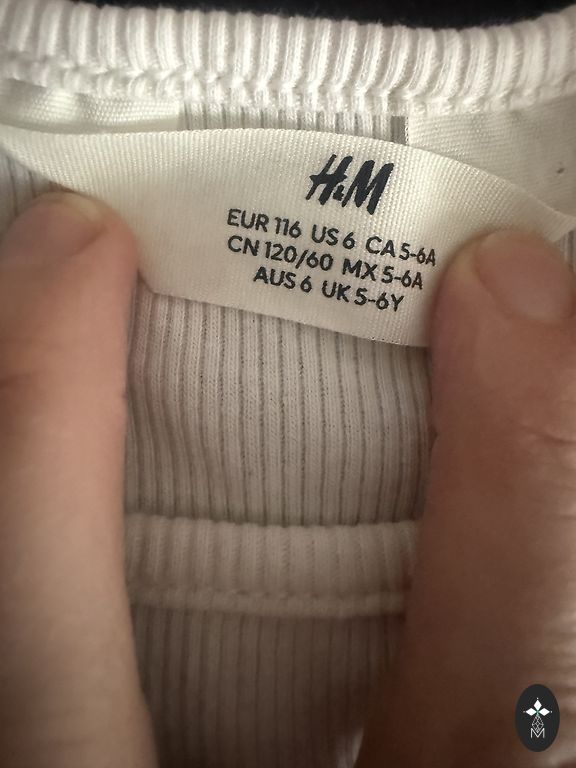 H&M
EUR 116 US 6 CA 5-6A
CN 120/60 MX 5-6A
AUS 6 UK 5-6Y
M